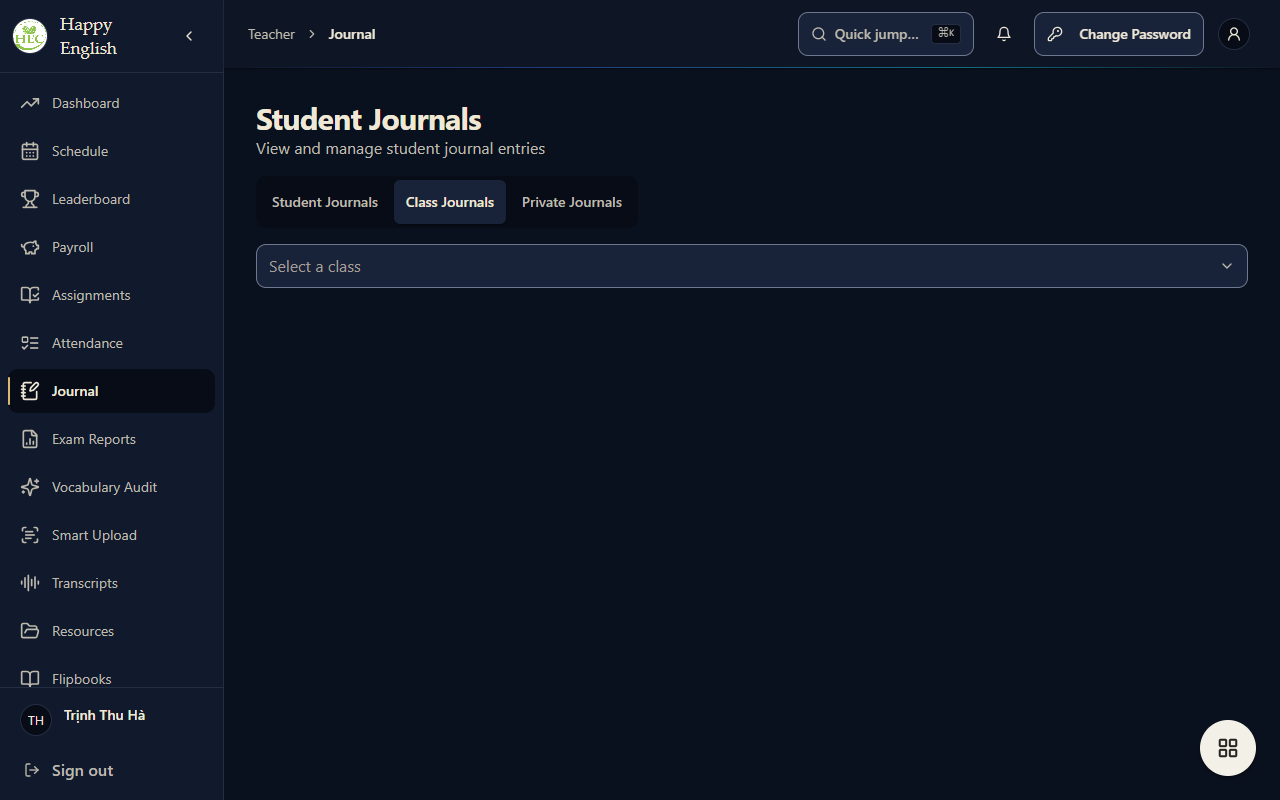 Happy
English
HEC
Teacher
Journal
Quick jump...
⌘K
Change Password
Dashboard
Schedule
Leaderboard
Payroll
Assignments
Attendance
Journal
Exam Reports
Vocabulary Audit
Smart Upload
Transcripts
Resources
Flipbooks
TH
Trịnh Thu Hà
Sign out
Student Journals
View and manage student journal entries
Student Journals
Class Journals
Private Journals
Select a class